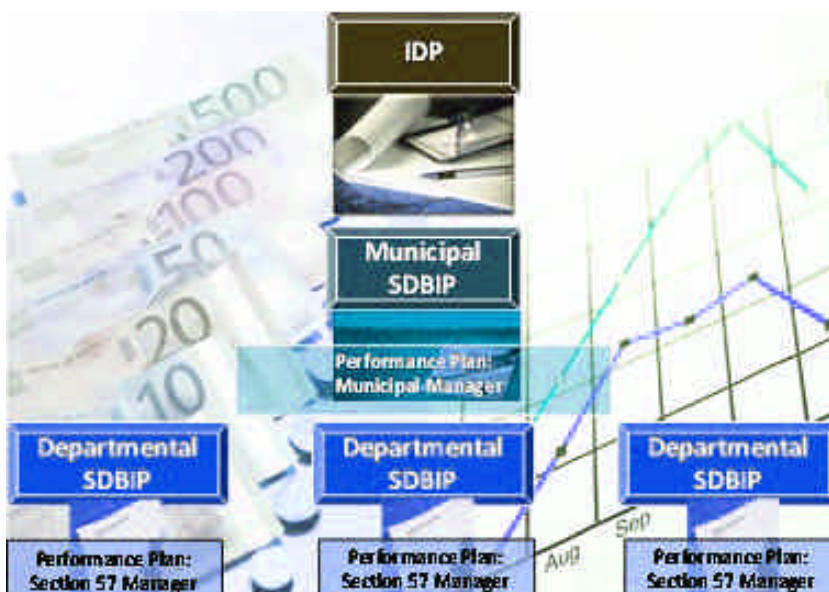 IDP
500
200
100
50
20
10
Municipal
SDBIP
Performance Plan:
Municipal Manager
Departmental
SDBIP
Performance Plan:
Section 57 Manager
Departmental
SDBIP
Performance Plan:
Section 57 Manager
Departmental
SDBIP
Performance Plan:
Section 57 Manager
Aug
Sep